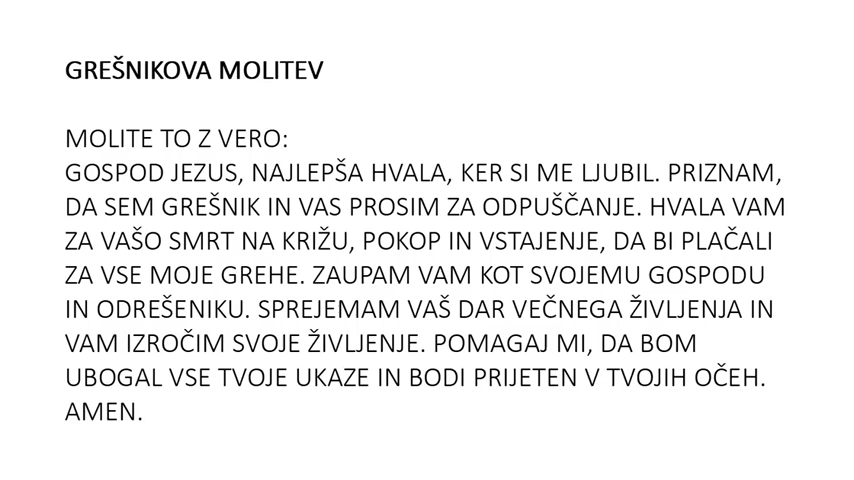 GREŠNIKOVA MOLITEV
MOLITE TO Z VERO:
GOSPOD JEZUS, NAJLEPŠA HVALA, KER SI ME LJUBIL. PRIZNAM,
DA SEM GREŠNIK IN VAS PROSIM ZA ODPUŠČANJE. HVALA VAM
ZA VAŠO SMRT NA KRIŽU, POKOP IN VSTAJENJE, DA BI PLAČALI
ZA VSE MOJE GREHE. ZAUPAM VAM KOT SVOJEMU GOSPODU
IN ODREŠENIKU. SPREJEMAM VAŠ DAR VEČNEGA ŽIVLJENJA IN
VAM IZROČIM SVOJE ŽIVLJENJE. POMAGAJ MI, DA BOM
UBOGAL VSE TVOJE UKAZE IN BODI PRIJETEN V TVOJIH OČEH.
AMEN.